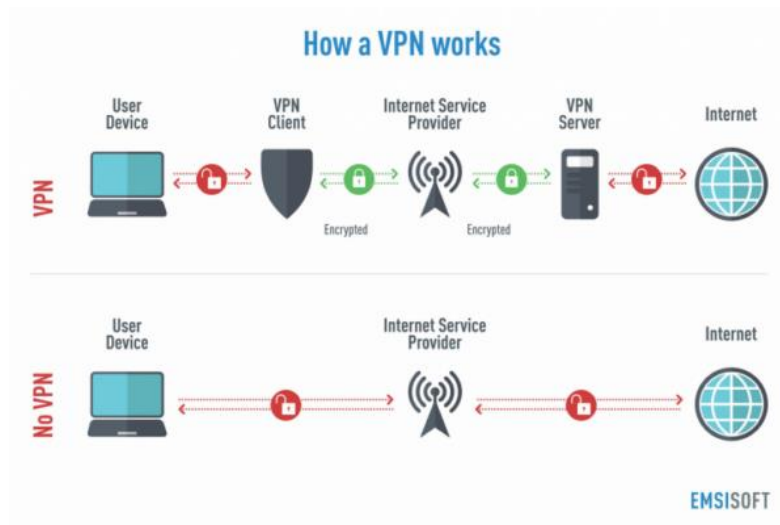 How a VPN works
User
Device
VPN
Client
Internet Service
Provider
VPN
Server
Internet
VPN
Encrypted
Encrypted
User
Device
Internet Service
Provider
Internet
No VPN
EMSISOFT